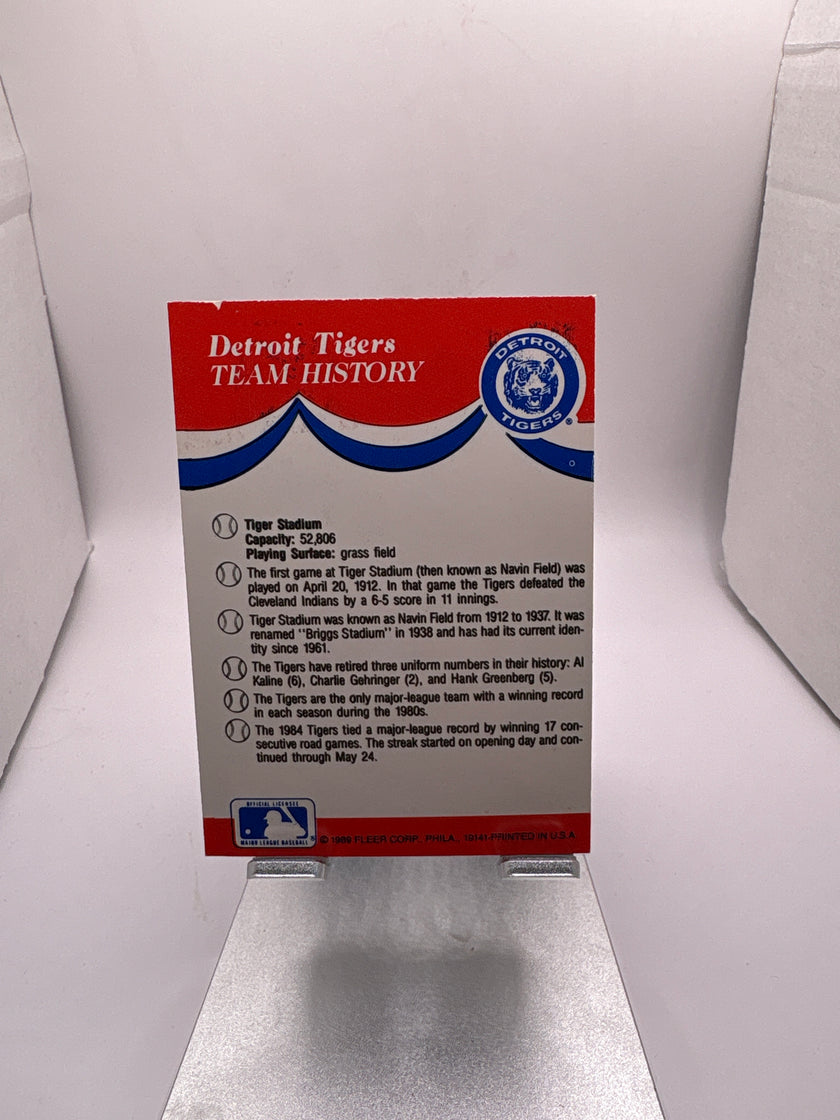 Detroit Tigers
TEAM HISTORY
DETROIT
TIGERS®
Tiger Stadium
Capacity: 52,806
Playing Surface: grass field
The first game at Tiger Stadium (then known as Navin Field) was
played on April 20, 1912. In that game the Tigers defeated the
Cleveland Indians by a 6-5 score in 11 innings.
Tiger Stadium was known as Navin Field from 1912 to 1937. It was
renamed "Briggs Stadium" in 1938 and has had its current iden-
tity since 1961.
The Tigers have retired three uniform numbers in their history: Al
Kaline (6), Charlie Gehringer (2), and Hank Greenberg (5).
The Tigers are the only major-league team with a winning record
in each season during the 1980s.
The 1984 Tigers tied a major-league record by winning 17 con-
secutive road games. The streak started on opening day and con-
tinued through May 24.
OFFICIAL LICENSEE
MAJOR LEAGUE BASEBALL®
© 1989 FLEER CORP., PHILA., 19141-PRINTED IN U.S.A.